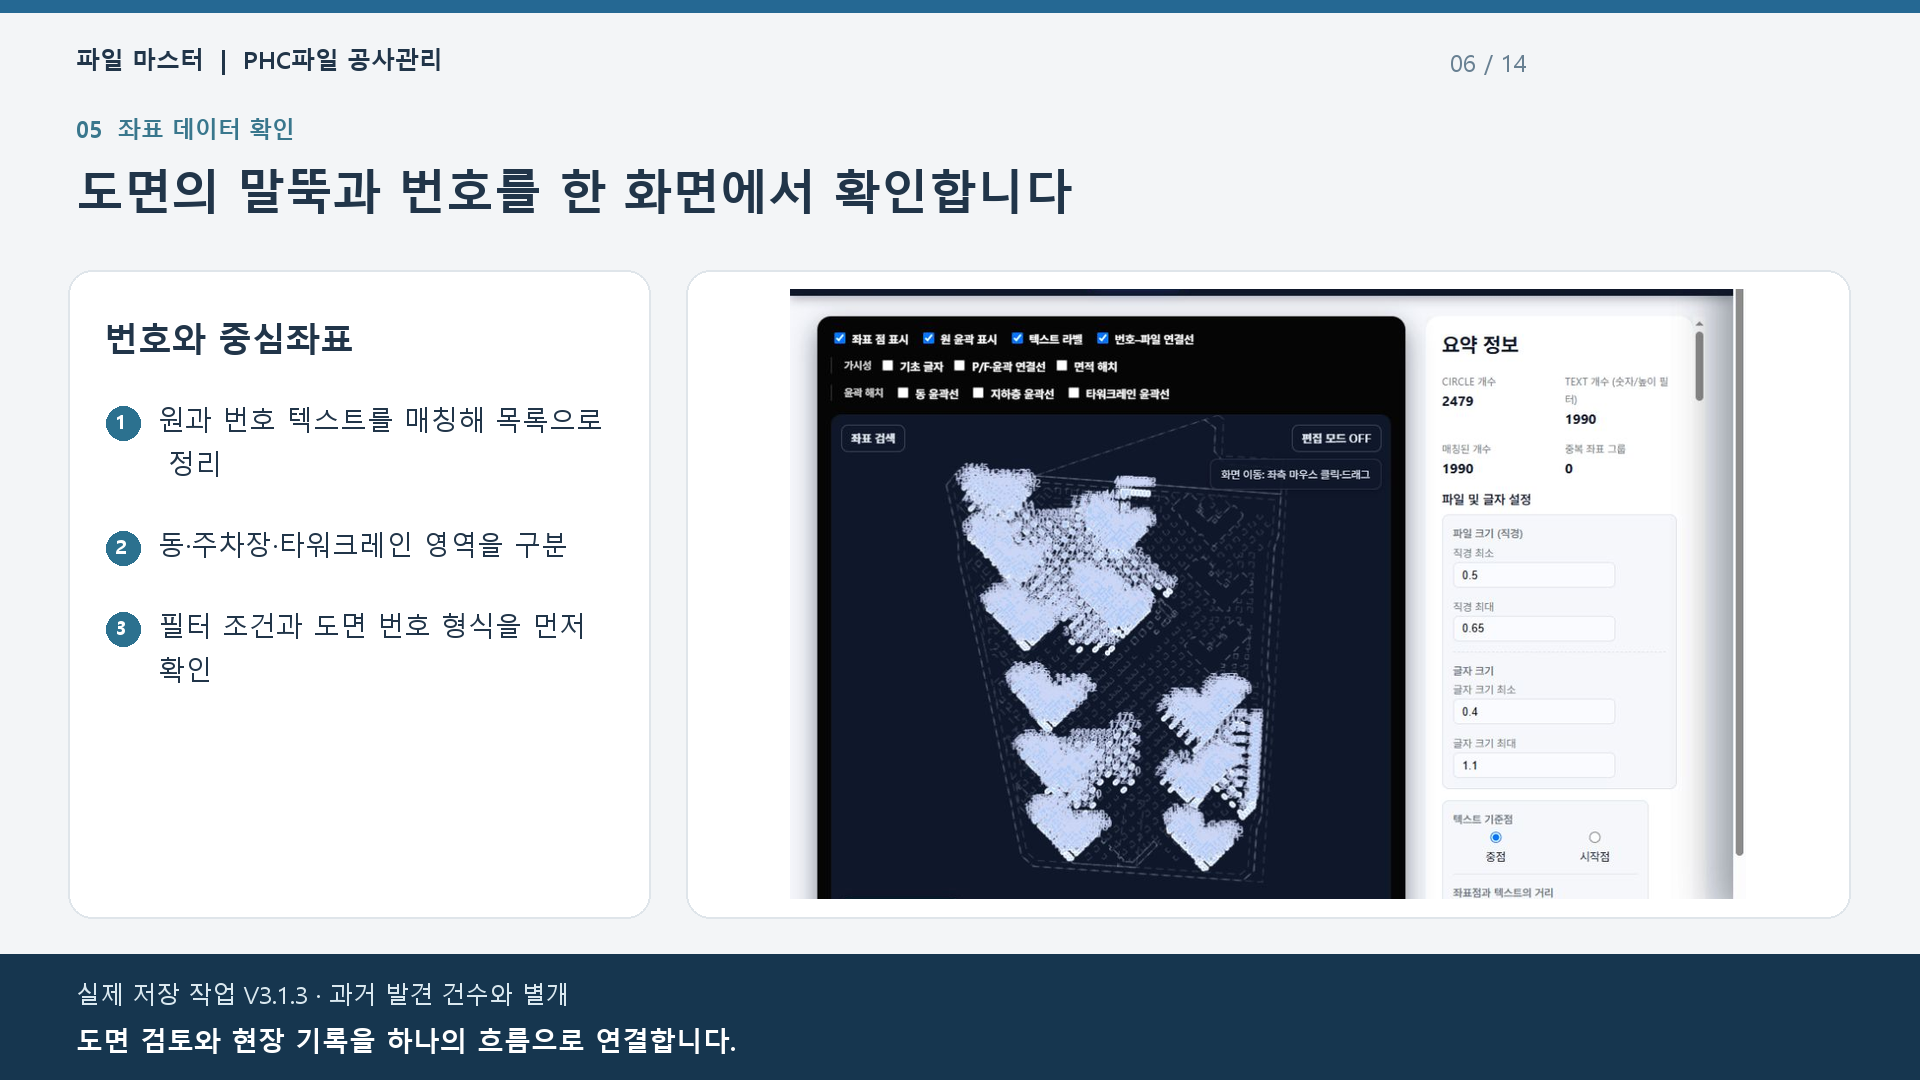 파일 마스터 | PHC파일 공사관리
06 / 14
05 좌표 데이터 확인
도면의 말뚝과 번호를 한 화면에서 확인합니다
번호와 중심좌표
1 원과 번호 텍스트를 매칭해 목록으로
정리
2 동·주차장·타워크레인 영역을 구분
3 필터 조건과 도면 번호 형식을 먼저
확인
좌표 점 표시 원 윤곽 표시 텍스트 라벨 번호–파일 연결선
가시성 기초 글자 P/F-윤곽 연결선 면적 해치
윤곽 해치 동 윤곽선 지하층 윤곽선 타워크레인 윤곽선
좌표 검색
편집 모드 OFF
화면 이동: 좌측 마우스 클릭-드래그
요약 정보
CIRCLE 개수
2479
TEXT 개수 (숫자/높이 필
터)
1990
매칭된 개수
1990
중복 좌표 그룹
0
파일 및 글자 설정
파일 크기 (직경)
직경 최소
0.5
직경 최대
0.65
글자 크기
글자 크기 최소
0.4
글자 크기 최대
1.1
텍스트 기준점
중점
시작점
좌표점과 텍스트의 거리
실제 저장 작업 V3.1.3 · 과거 발견 건수와 별개
도면 검토와 현장 기록을 하나의 흐름으로 연결합니다.